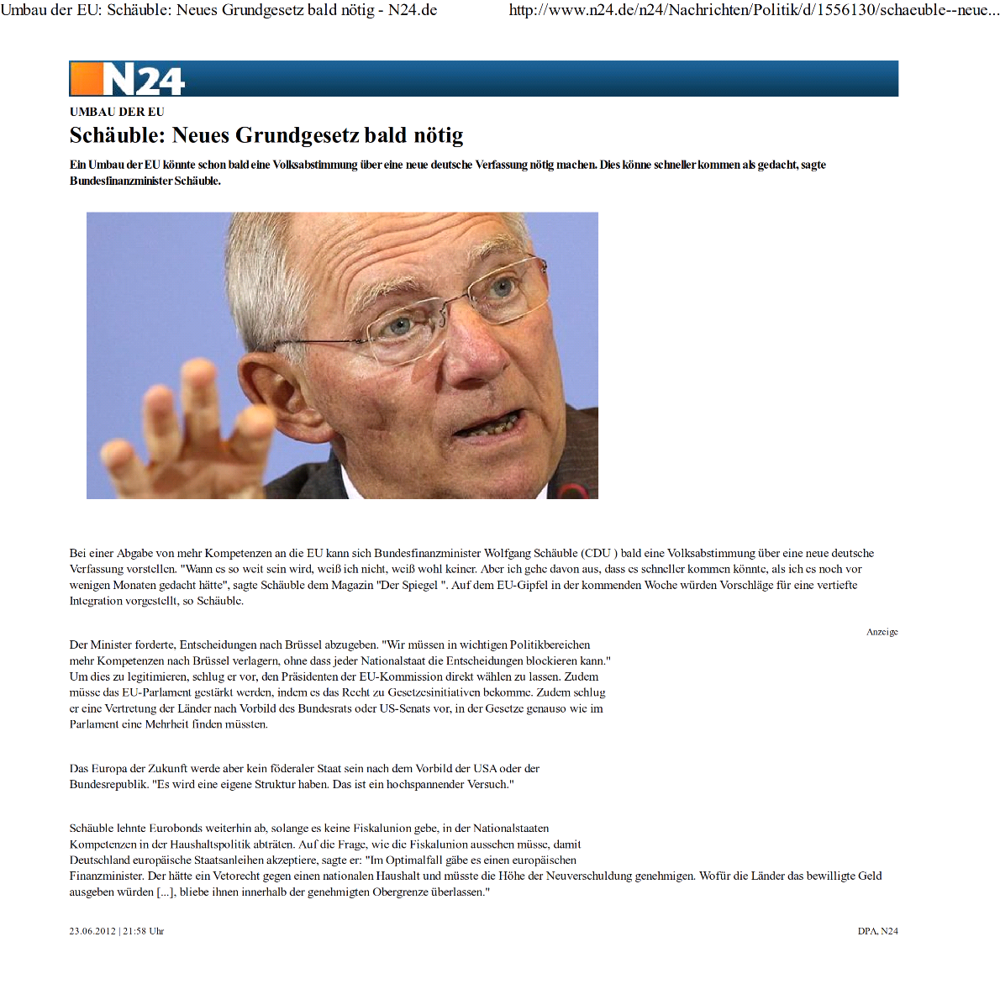 Umbau der EU: Schäuble: Neues Grundgesetz bald nötig - N24.de
http://www.n24.de/n24/Nachrichten/Politik/d/1556130/schaeuble--neue...
N24
UMBAU DER EU
Schäuble: Neues Grundgesetz bald nötig
Ein Umbau der EU könnte schon bald eine Volksabstimmung über eine neue deutsche Verfassung nötig machen. Dies könne schneller kommen als gedacht, sagte
Bundesfinanzminister Schäuble.
Bei einer Abgabe von mehr Kompetenzen an die EU kann sich Bundesfinanzminister Wolfgang Schäuble (CDU ) bald eine Volksabstimmung über eine neue deutsche
Verfassung vorstellen. "Wann es so weit sein wird, weiß ich nicht, weiß wohl keiner. Aber ich gehe davon aus, dass es schneller kommen könnte, als ich es noch vor
wenigen Monaten gedacht hätte", sagte Schäuble dem Magazin "Der Spiegel ". Auf dem EU-Gipfel in der kommenden Woche würden Vorschläge für eine vertiefte
Integration vorgestellt, so Schäuble.
Anzeige
Der Minister forderte, Entscheidungen nach Brüssel abzugeben. "Wir müssen in wichtigen Politikbereichen
mehr Kompetenzen nach Brüssel verlagern, ohne dass jeder Nationalstaat die Entscheidungen blockieren kann."
Um dies zu legitimieren, schlug er vor, den Präsidenten der EU-Kommission direkt wählen zu lassen. Zudem
müsse das EU-Parlament gestärkt werden, indem es das Recht zu Gesetzesinitiativen bekomme. Zudem schlug
er eine Vertretung der Länder nach Vorbild des Bundesrats oder US-Senats vor, in der Gesetze genauso wie im
Parlament eine Mehrheit finden müssten.
Das Europa der Zukunft werde aber kein föderaler Staat sein nach dem Vorbild der USA oder der
Bundesrepublik. "Es wird eine eigene Struktur haben. Das ist ein hochspannender Versuch."
Schäuble lehnte Eurobonds weiterhin ab, solange es keine Fiskalunion gebe, in der Nationalstaaten
Kompetenzen in der Haushaltspolitik abträten. Auf die Frage, wie die Fiskalunion aussehen müsse, damit
Deutschland europäische Staatsanleihen akzeptiere, sagte er: "Im Optimalfall gäbe es einen europäischen
Finanzminister. Der hätte ein Vetorecht gegen einen nationalen Haushalt und müsste die Höhe der Neuverschuldung genehmigen. Wofür die Länder das bewilligte Geld
ausgeben würden [...], bliebe ihnen innerhalb der genehmigten Obergrenze überlassen."
23.06.2012 | 21:58 Uhr
DPA, N24